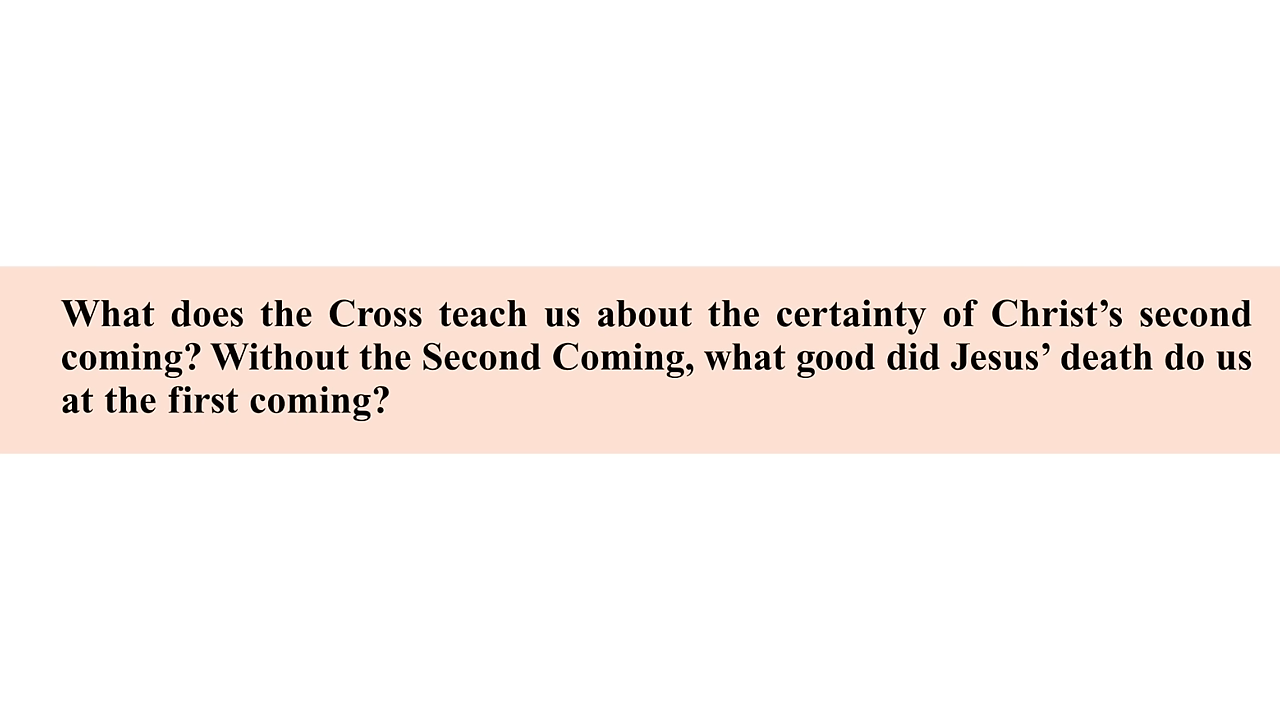 What does the Cross teach us about the certainty of Christ’s second
coming? Without the Second Coming, what good did Jesus’ death do us
at the first coming?